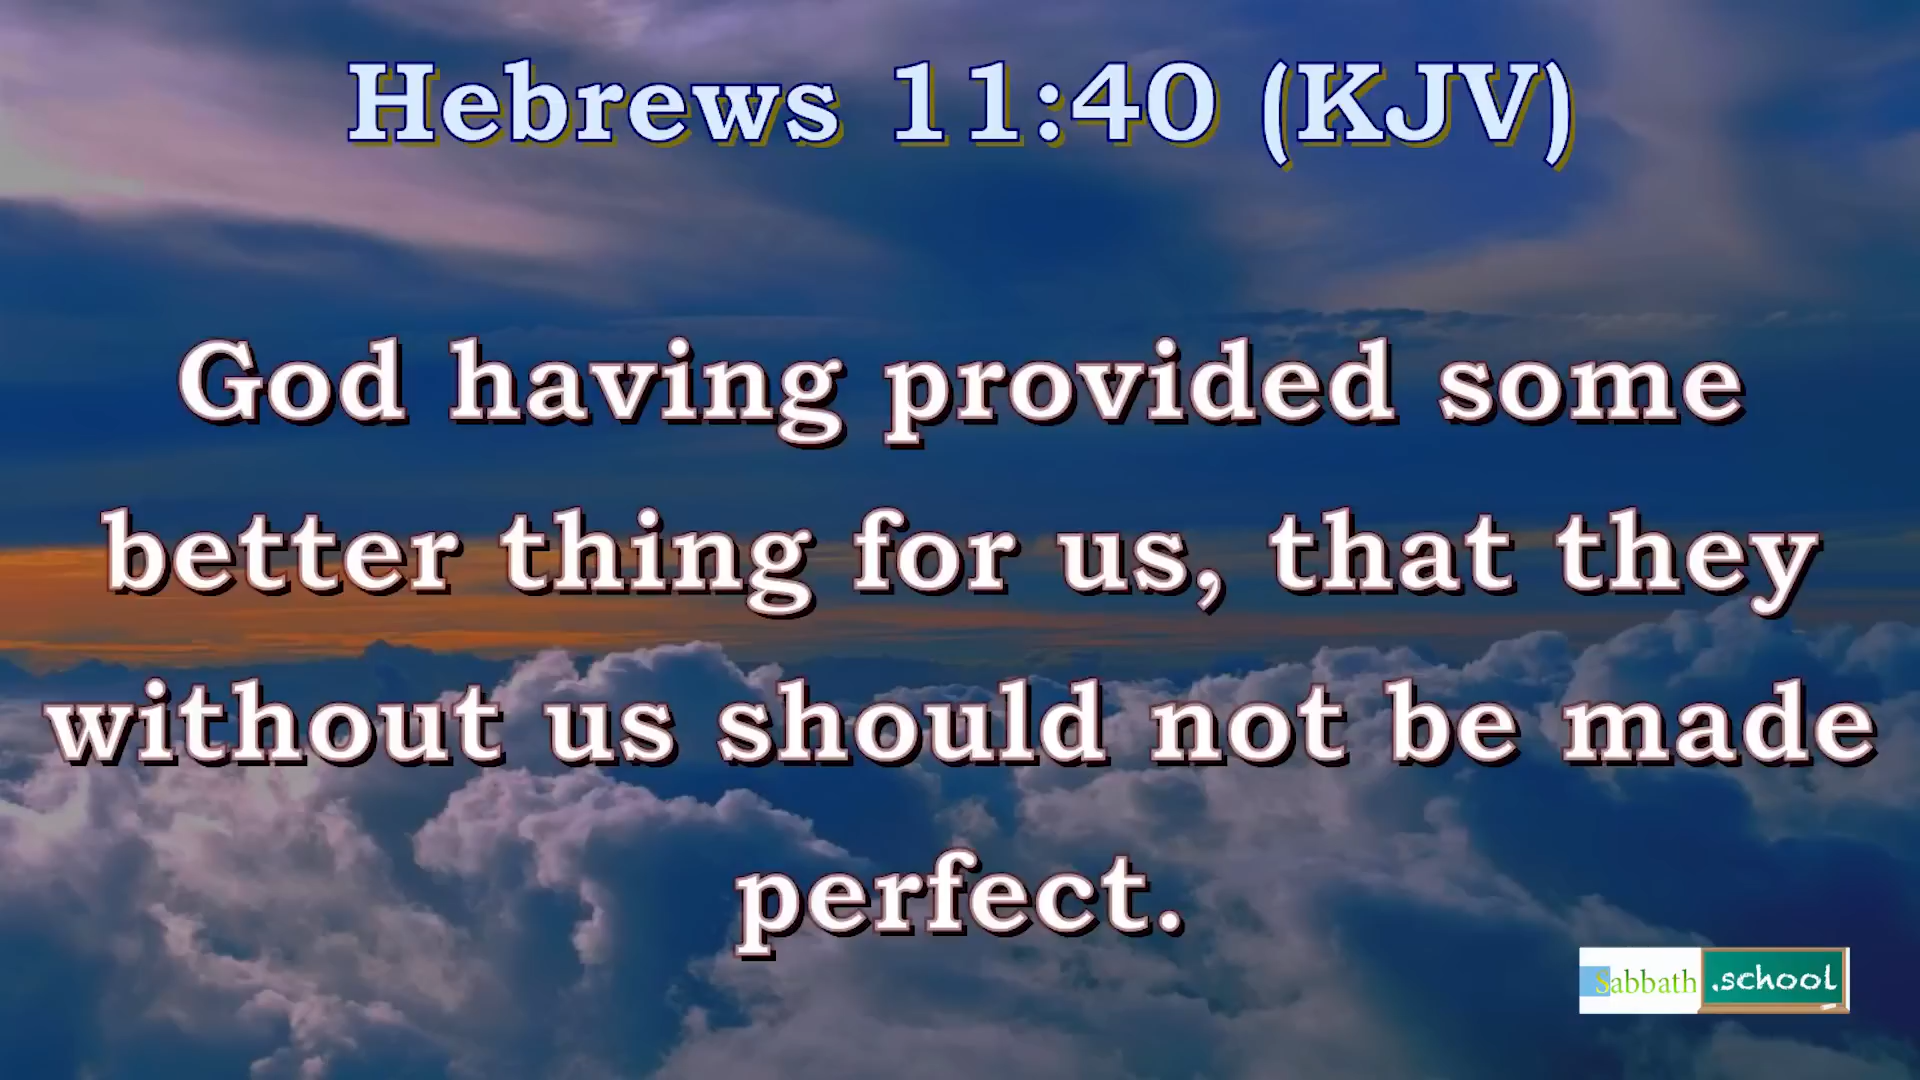 Hebrews 11:40 (KJV)
God having provided some
better thing for us, that they
without us should not be made
perfect.
Sabbath .school